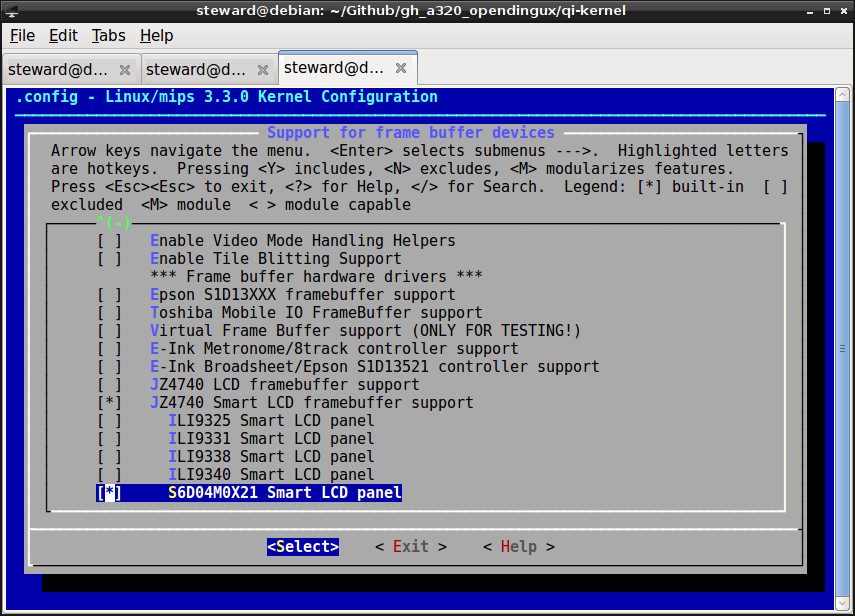 steward@debian: ~/Github/gh_a320_opendingux/qi-kernel
File Edit Tabs Help
steward@d... steward@d... steward@d...
.config - Linux/mips 3.3.0 Kernel Configuration
Support for frame buffer devices
Arrow keys navigate the menu.  <Enter> selects submenus --->.  Highlighted letters
are hotkeys.  Pressing <Y> includes, <N> excludes, <M> modularizes features.
Press <Esc><Esc> to exit, <?> for Help, </> for Search.  Legend: [*] built-in  [ ]
excluded  <M> module  < > module capable
^(-)
[ ]   Enable Video Mode Handling Helpers
[ ]   Enable Tile Blitting Support
*** Frame buffer hardware drivers ***
[ ]   Epson S1D13XXX framebuffer support
[ ]   Toshiba Mobile IO FrameBuffer support
[ ]   Virtual Frame Buffer support (ONLY FOR TESTING!)
[ ]   E-Ink Metronome/8track controller support
[ ]   E-Ink Broadsheet/Epson S1D13521 controller support
[ ]   JZ4740 LCD framebuffer support
[*]   JZ4740 Smart LCD framebuffer support
[ ]     ILI9325 Smart LCD panel
[ ]     ILI9331 Smart LCD panel
[ ]     ILI9338 Smart LCD panel
[ ]     ILI9340 Smart LCD panel
[*]     S6D04M0X21 Smart LCD panel
<Select>    < Exit >    < Help >